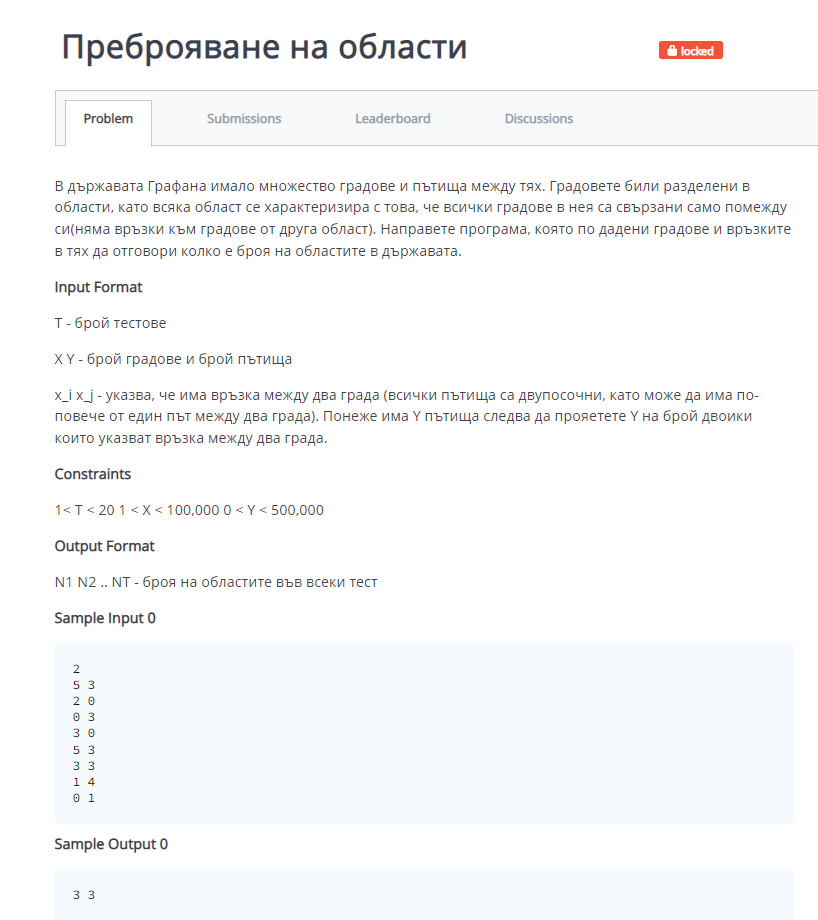 Преброяване на области
locked
Problem Submissions Leaderboard Discussions
В държавата Графана имало множество градове и пътища между тях. Градовете били разделени в
области, като всяка област се характеризира с това, че всички градове в нея са свързани само помежду
си(няма връзки към градове от друга област). Направете програма, която по дадени градове и връзките
в тях да отговори колко е броя на областите в държавата.
Input Format
T - брой тестове
X Y - брой градове и брой пътища
x_i x_j - указва, че има връзка между два града (всички пътища са двупосочни, като може да има по-
повече от един път между два града). Понеже има Y пътища следва да прояетете Y на брой двоики
които указват връзка между два града.
Constraints
1< T < 20 1 < X < 100,000 0 < Y < 500,000
Output Format
N1 N2 .. NT - броя на областите във всеки тест
Sample Input 0
2
5 3
2 0
0 3
3 0
5 3
3 3
1 4
0 1
Sample Output 0
3 3